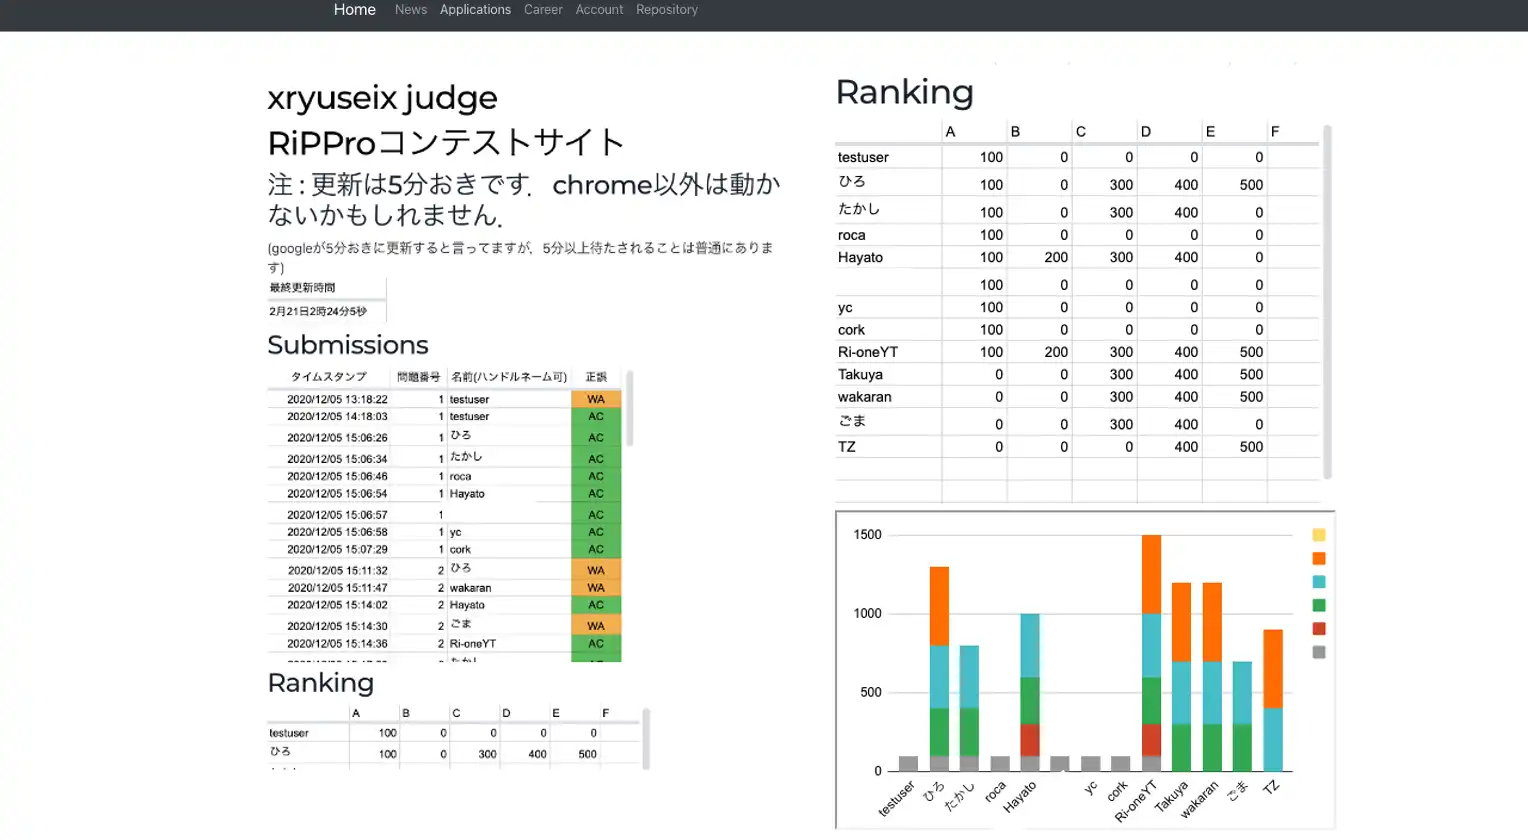 Home News Applications Career Account Repository
xryuseix judge
RiPProコンテストサイト
注 : 更新は5分おきです．chrome以外は動か
ないかもしれません．
(googleが5分おきに更新すると言ってますが，5分以上待たされることは普通にありま
す)
最終更新時間
2月21日2時24分5秒
Submissions
タイムスタンプ 問題番号 名前(ハンドルネーム可) 正誤
2020/12/05 13:18:22 1 testuser WA
2020/12/05 14:18:03 1 testuser AC
2020/12/05 15:06:26 1 ひろ AC
2020/12/05 15:06:34 1 たかし AC
2020/12/05 15:06:46 1 roca AC
2020/12/05 15:06:54 1 Hayato AC
2020/12/05 15:06:57 1 AC
2020/12/05 15:06:58 1 yc AC
2020/12/05 15:07:29 1 cork AC
2020/12/05 15:11:32 2 ひろ WA
2020/12/05 15:11:47 2 wakaran WA
2020/12/05 15:14:02 2 Hayato AC
2020/12/05 15:14:30 2 ごま WA
2020/12/05 15:14:36 2 Ri-oneYT AC
Ranking
A B C D E F
testuser 100 0 0 0 0
ひろ 100 0 300 400 500
Ranking
A B C D E F
testuser 100 0 0 0 0
ひろ 100 0 300 400 500
たかし 100 0 300 400 0
roca 100 0 0 0 0
Hayato 100 200 300 400 0
100 0 0 0 0
yc 100 0 0 0 0
cork 100 0 0 0 0
Ri-oneYT 100 200 300 400 500
Takuya 0 0 300 400 500
wakaran 0 0 300 400 500
ごま 0 0 300 400 0
TZ 0 0 0 400 500
1500
1000
500
0
testuser ひろ たかし roca Hayato yc cork Ri-oneYT Takuya wakaran ごま TZ